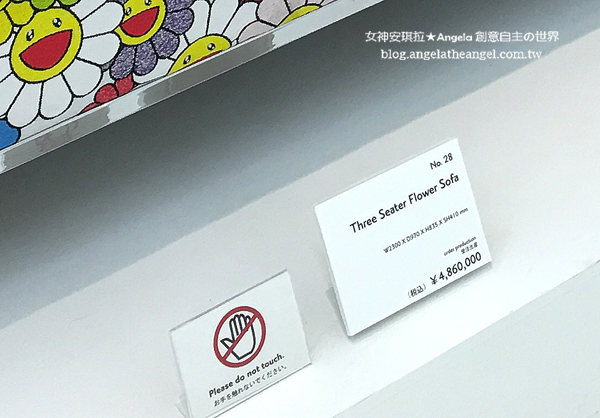 女神安琪拉★Angela 創意自主の世界
blog.angelatheangel.com.tw
No. 28
Three Seater Flower Sofa
W2300 X D970 X H835 X SH410 mm
order production
受注生産
(税込) ¥4,860,000
Please do not touch.
お手を触れないでください。